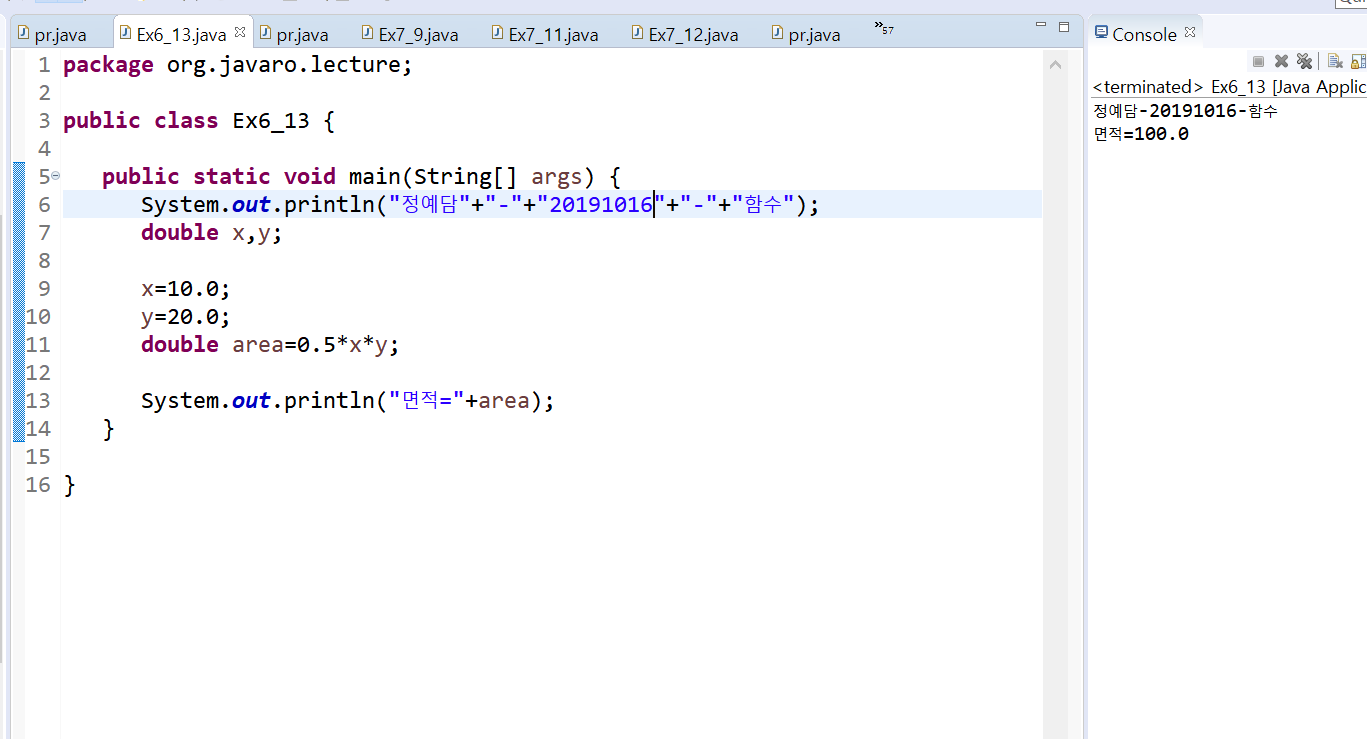 pr.java Ex6_13.java pr.java Ex7_9.java Ex7_11.java Ex7_12.java pr.java »57
Console
<terminated> Ex6_13 [Java Applic
정예담-20191016-함수
면적=100.0
1 package org.javaro.lecture;
2
3 public class Ex6_13 {
4
5 public static void main(String[] args) {
6 System.out.println("정예담"+"-"+"20191016"+"-"+"함수");
7 double x,y;
8
9 x=10.0;
10 y=20.0;
11 double area=0.5*x*y;
12
13 System.out.println("면적="+area);
14 }
15
16 }